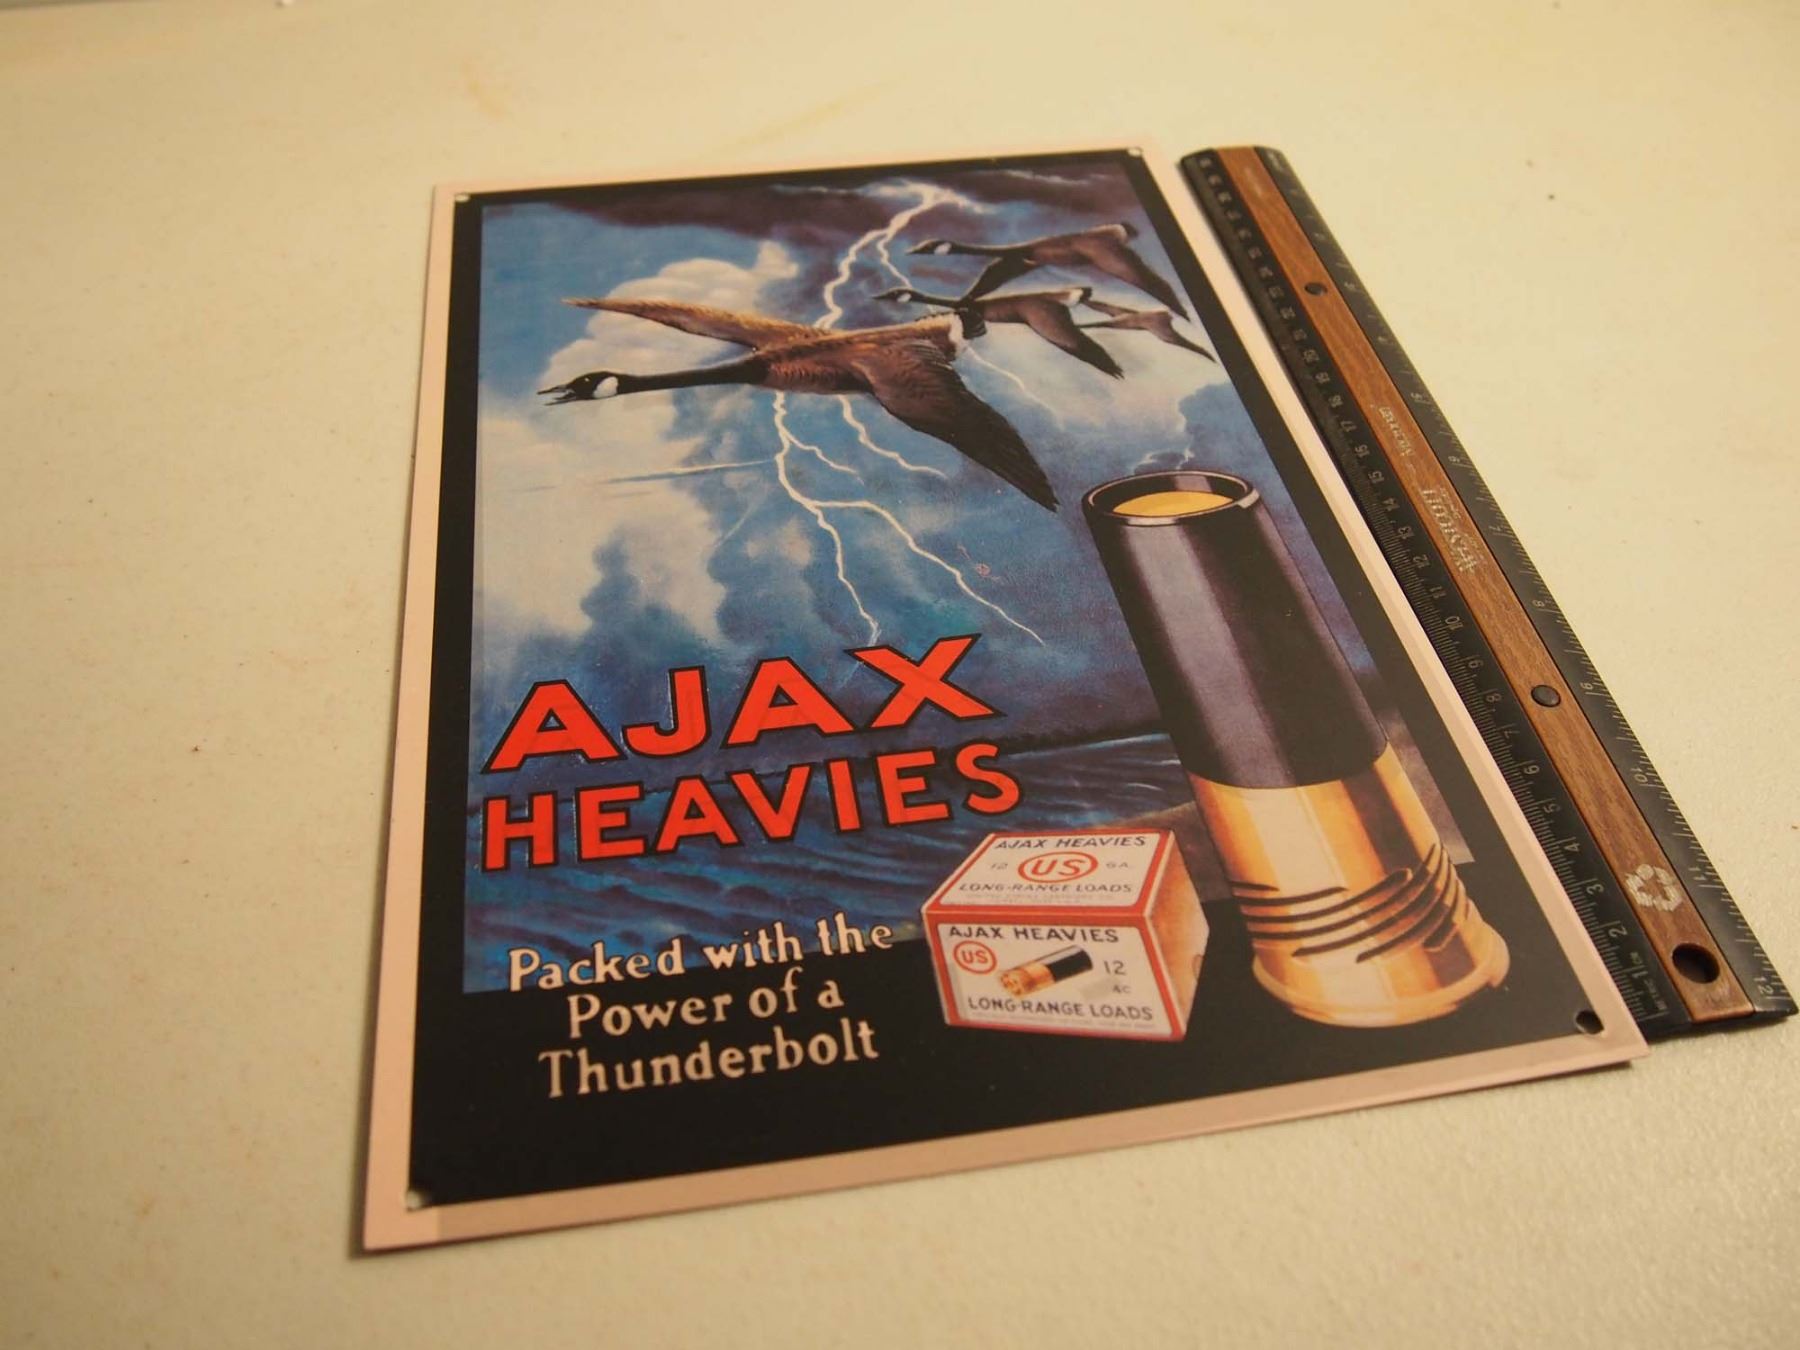 AJAX
HEAVIES
Packed with the
Power of a
Thunderbolt
AJAX HEAVIES
12 US GA.
LONG-RANGE LOADS
AJAX HEAVIES
US
12
LONG-RANGE LOADS
WESTCOTT